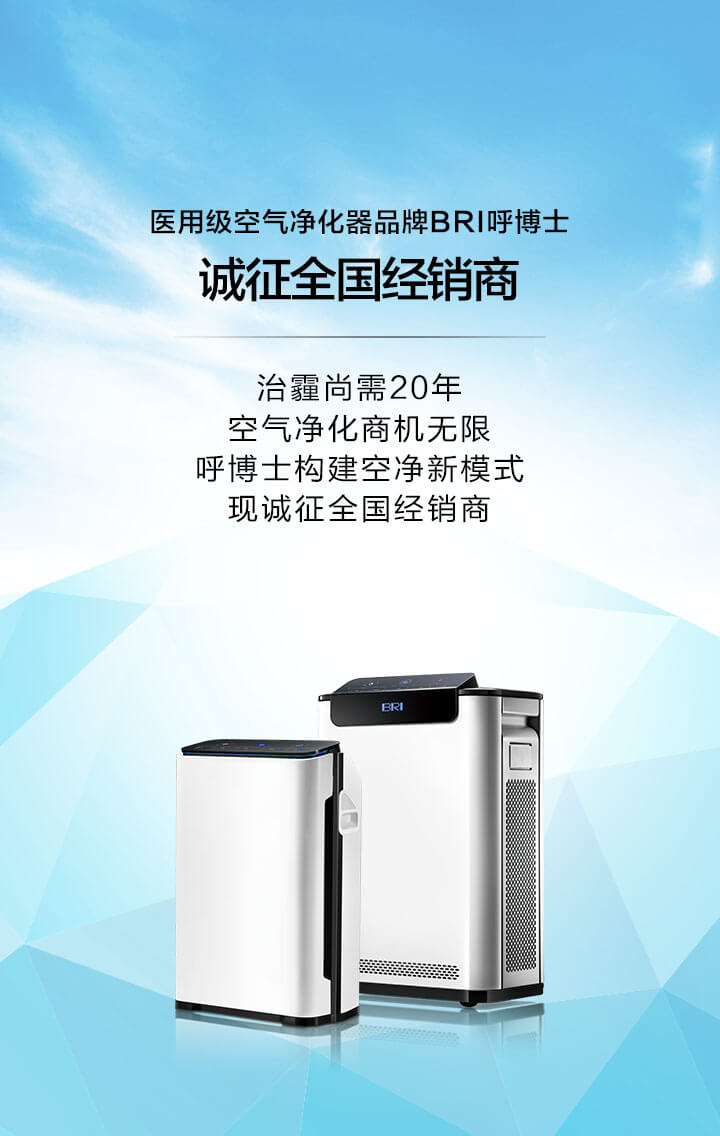 医用级空气净化器品牌BRI呼博士
诚征全国经销商
治霾尚需20年
空气净化商机无限
呼博士构建空净新模式
现诚征全国经销商
BRI